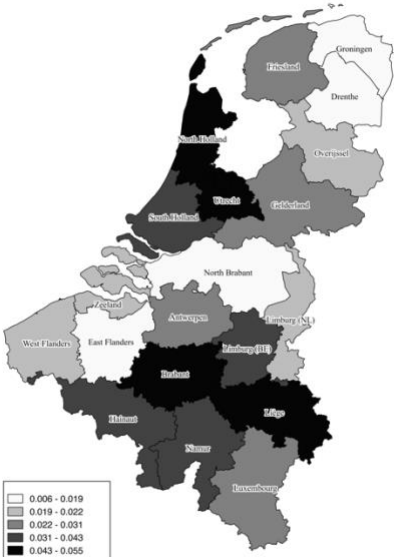 Groningen
Friesland
Drenthe
North Holland
Overijssel
Utrecht
Gelderland
South Holland
North Brabant
Zeeland
Antwerpen
Limburg (NL)
West Flanders
East Flanders
Limburg (BE)
Brabant
Liège
Hainaut
Namur
Luxembourg
0.006 - 0.019
0.019 - 0.022
0.022 - 0.031
0.031 - 0.043
0.043 - 0.055